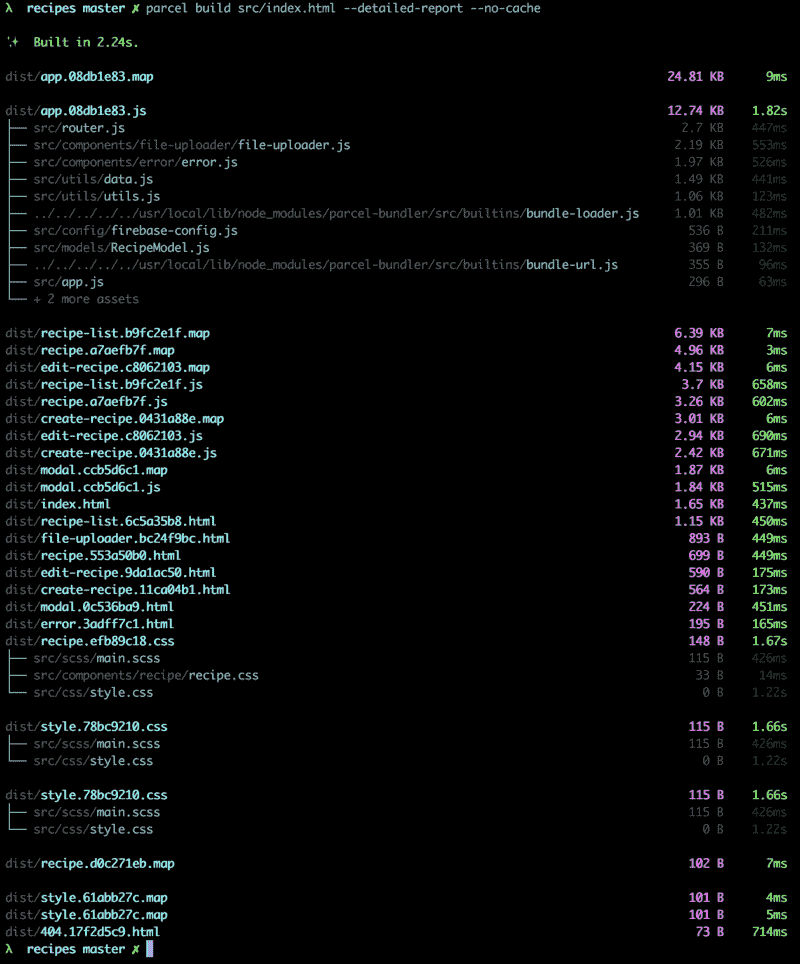 λ recipes master ✗ parcel build src/index.html --detailed-report --no-cache
✨ Built in 2.24s.
dist/app.08db1e83.map 24.81 KB 9ms
dist/app.08db1e83.js 12.74 KB 1.82s
├── src/router.js 2.7 KB 447ms
├── src/components/file-uploader/file-uploader.js 2.19 KB 553ms
├── src/components/error/error.js 1.97 KB 526ms
├── src/utils/data.js 1.49 KB 441ms
├── src/utils/utils.js 1.06 KB 123ms
├── ../../../../../usr/local/lib/node_modules/parcel-bundler/src/builtins/bundle-loader.js 1.01 KB 482ms
├── src/config/firebase-config.js 536 B 211ms
├── src/models/RecipeModel.js 369 B 132ms
├── ../../../../../usr/local/lib/node_modules/parcel-bundler/src/builtins/bundle-url.js 355 B 96ms
├── src/app.js 296 B 63ms
└── + 2 more assets
dist/recipe-list.b9fc2e1f.map 6.39 KB 7ms
dist/recipe.a7aefb7f.map 4.96 KB 3ms
dist/edit-recipe.c8062103.map 4.15 KB 6ms
dist/recipe-list.b9fc2e1f.js 3.7 KB 658ms
dist/recipe.a7aefb7f.js 3.26 KB 602ms
dist/create-recipe.0431a88e.map 3.01 KB 6ms
dist/edit-recipe.c8062103.js 2.94 KB 690ms
dist/create-recipe.0431a88e.js 2.42 KB 671ms
dist/modal.ccb5d6c1.map 1.87 KB 6ms
dist/modal.ccb5d6c1.js 1.84 KB 515ms
dist/index.html 1.65 KB 437ms
dist/recipe-list.6c5a35b8.html 1.15 KB 450ms
dist/file-uploader.bc24f9bc.html 893 B 449ms
dist/recipe.553a50b0.html 699 B 449ms
dist/edit-recipe.9da1ac50.html 590 B 175ms
dist/create-recipe.11ca04b1.html 564 B 173ms
dist/modal.0c536ba9.html 224 B 451ms
dist/error.3adff7c1.html 195 B 165ms
dist/recipe.efb89c18.css 148 B 1.67s
├── src/scss/main.scss 115 B 426ms
├── src/components/recipe/recipe.css 33 B 14ms
└── src/css/style.css 0 B 1.22s
dist/style.78bc9210.css 115 B 1.66s
├── src/scss/main.scss 115 B 426ms
└── src/css/style.css 0 B 1.22s
dist/style.78bc9210.css 115 B 1.66s
├── src/scss/main.scss 115 B 426ms
└── src/css/style.css 0 B 1.22s
dist/recipe.d0c271eb.map 102 B 7ms
dist/style.61abb27c.map 101 B 4ms
dist/style.61abb27c.map 101 B 5ms
dist/404.17f2d5c9.html 73 B 714ms
λ recipes master ✗